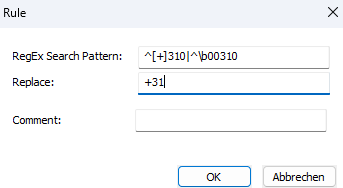 Rule
RegEx Search Pattern: ^[+]310|^\b00310
Replace: +31
Comment:
OK Abbrechen